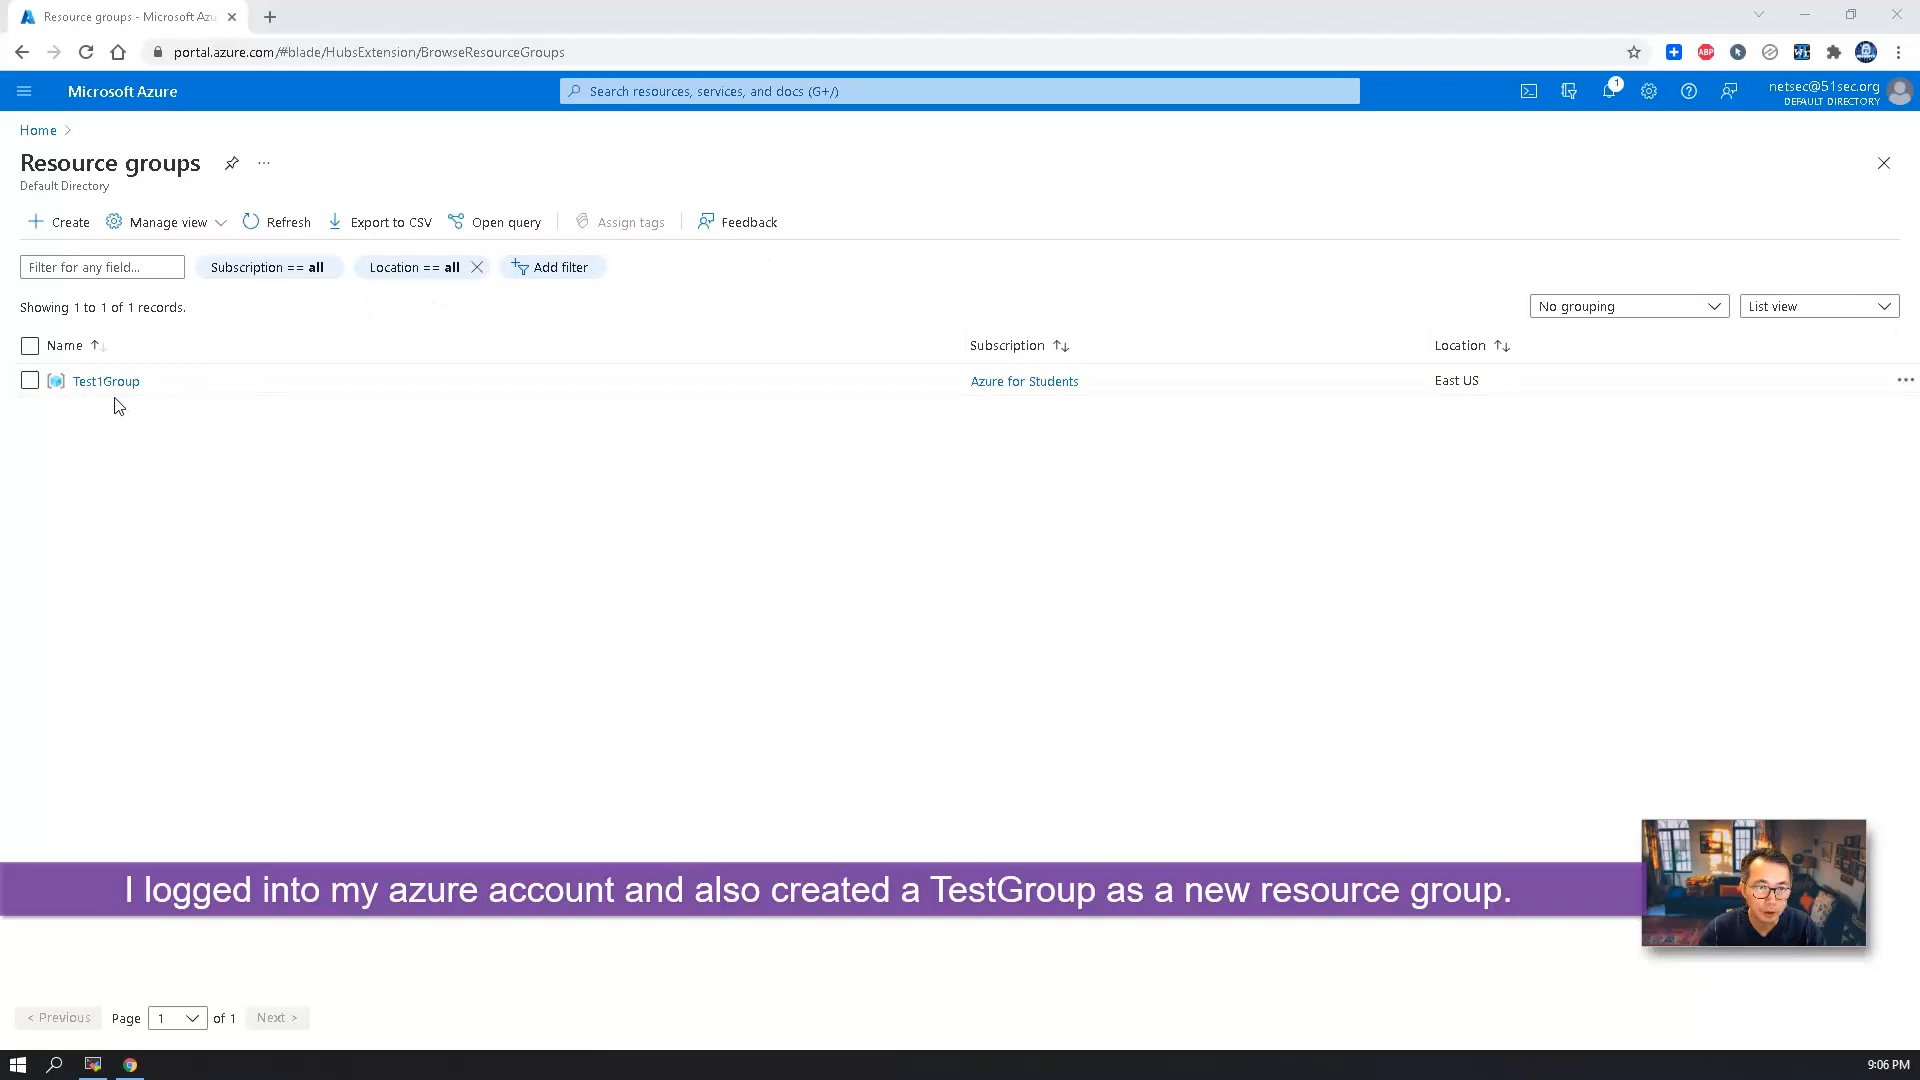 Resource groups - Microsoft Azu
portal.azure.com/#blade/HubsExtension/BrowseResourceGroups
ABP
Microsoft Azure
Search resources, services, and docs (G+/)
1
netsec@51sec.org
DEFAULT DIRECTORY
Home
Resource groups
Default Directory
Create
Manage view
Refresh
Export to CSV
Open query
Assign tags
Feedback
Filter for any field...
Subscription == all
Location == all
Add filter
Showing 1 to 1 of 1 records.
No grouping
List view
Name
Subscription
Location
Test1Group
Azure for Students
East US
I logged into my azure account and also created a TestGroup as a new resource group.
< Previous
Page 1 of 1
Next >
9:06 PM